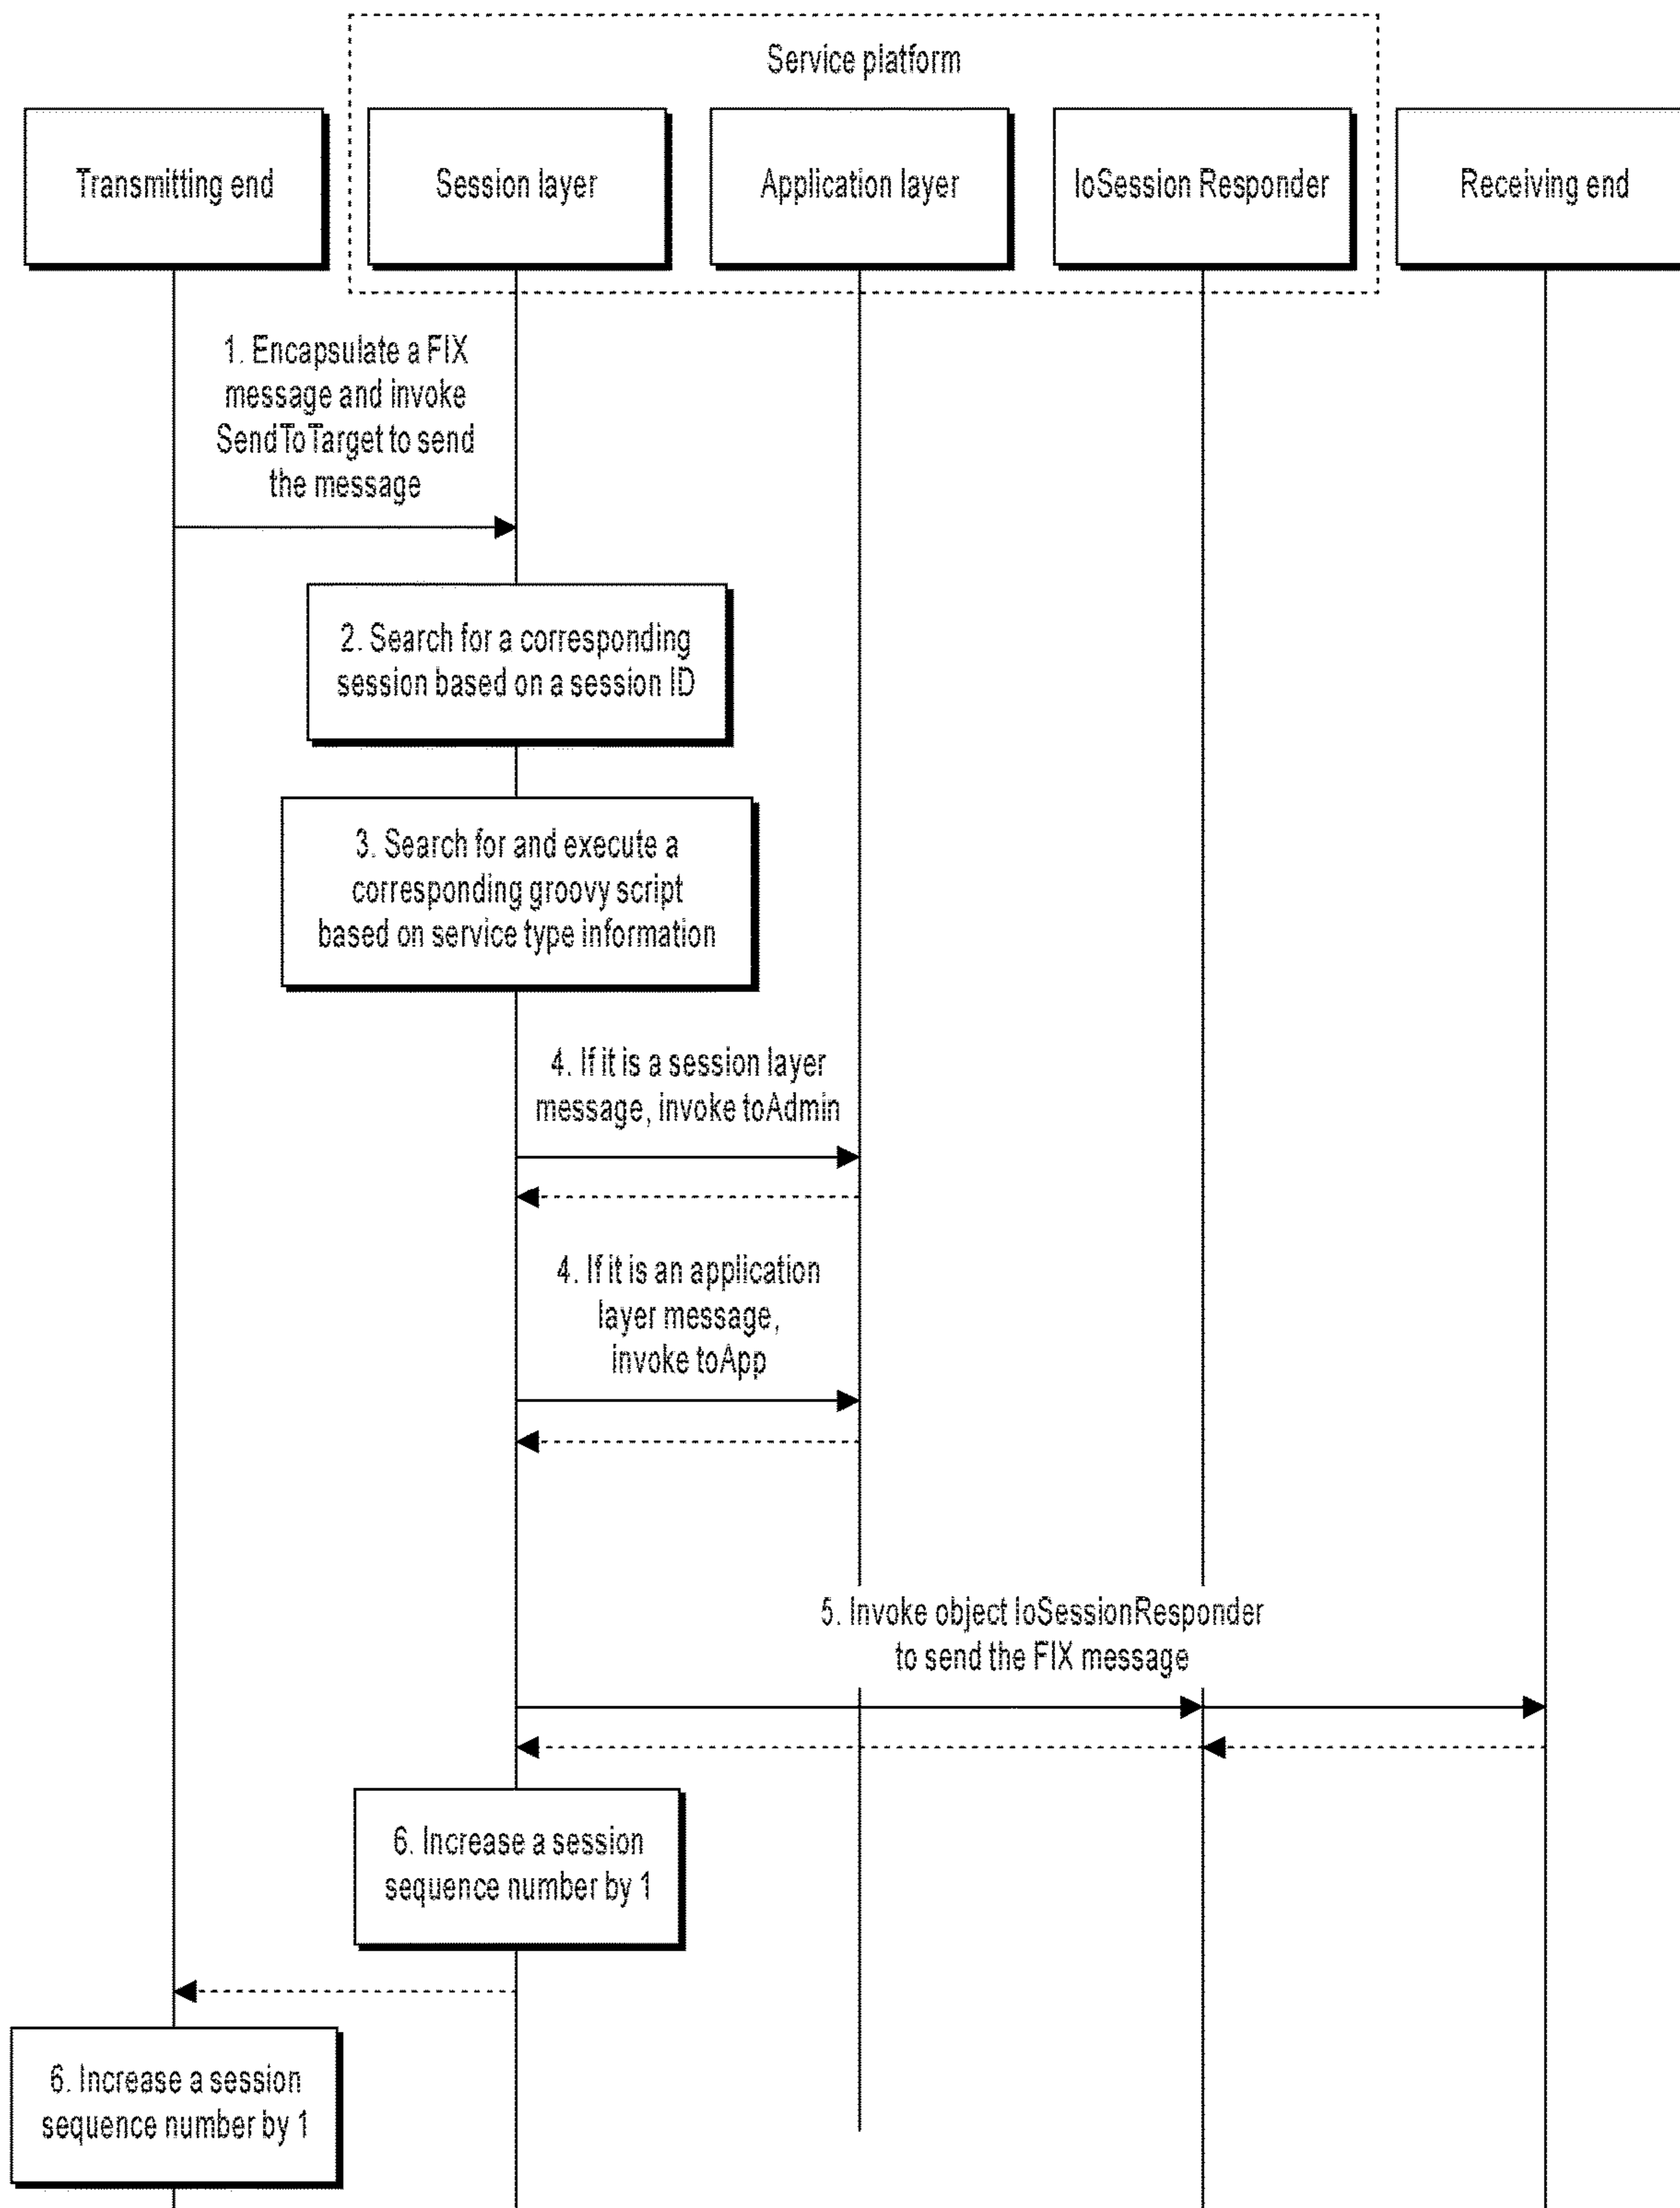 Service platform
Transmitting end
Session layer
Application layer
IoSession Responder
Receiving end
1. Encapsulate a FIX
message and invoke
SendToTarget to send
the message
2. Search for a corresponding
session based on a session ID
3. Search for and execute a
corresponding groovy script
based on service type information
4. If it is a session layer
message, invoke toAdmin
4. If it is an application
layer message,
invoke toApp
5. Invoke object IoSessionResponder
to send the FIX message
6. Increase a session
sequence number by 1
6. Increase a session
sequence number by 1